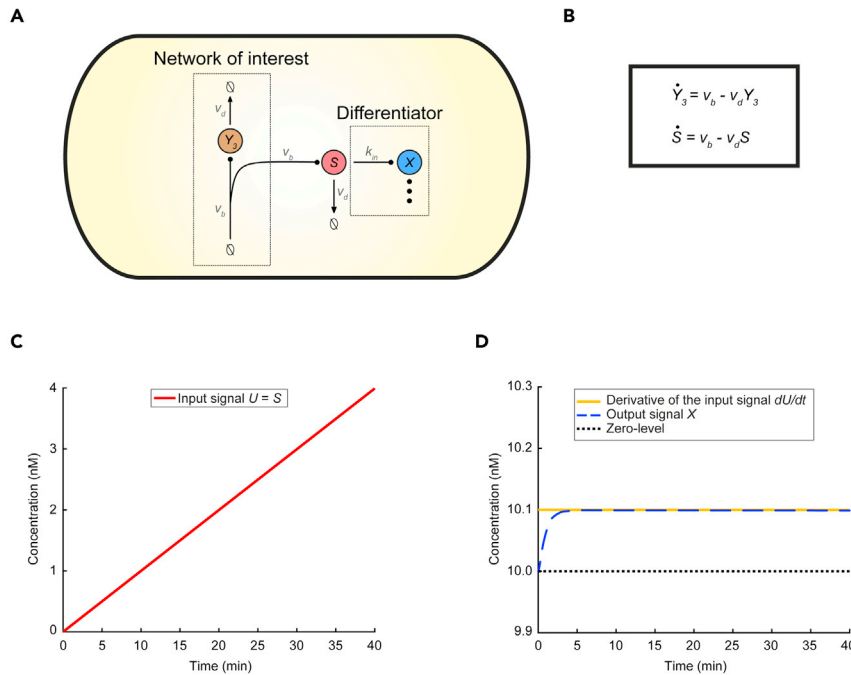 A
B
Network of interest
∅
v_d
Y_3
Differentiator
v_b
S
k_in
X
v_d
v_b
∅
∅
Ẏ_3 = v_b - v_dY_3
Ṡ = v_b - v_dS
C
D
Input signal U = S
Concentration (nM)
4
3
2
1
0
0 5 10 15 20 25 30 35 40
Time (min)
Derivative of the input signal dU/dt
Output signal X
Zero-level
Concentration (nM)
10.3
10.2
10.1
10.0
9.9
0 5 10 15 20 25 30 35 40
Time (min)